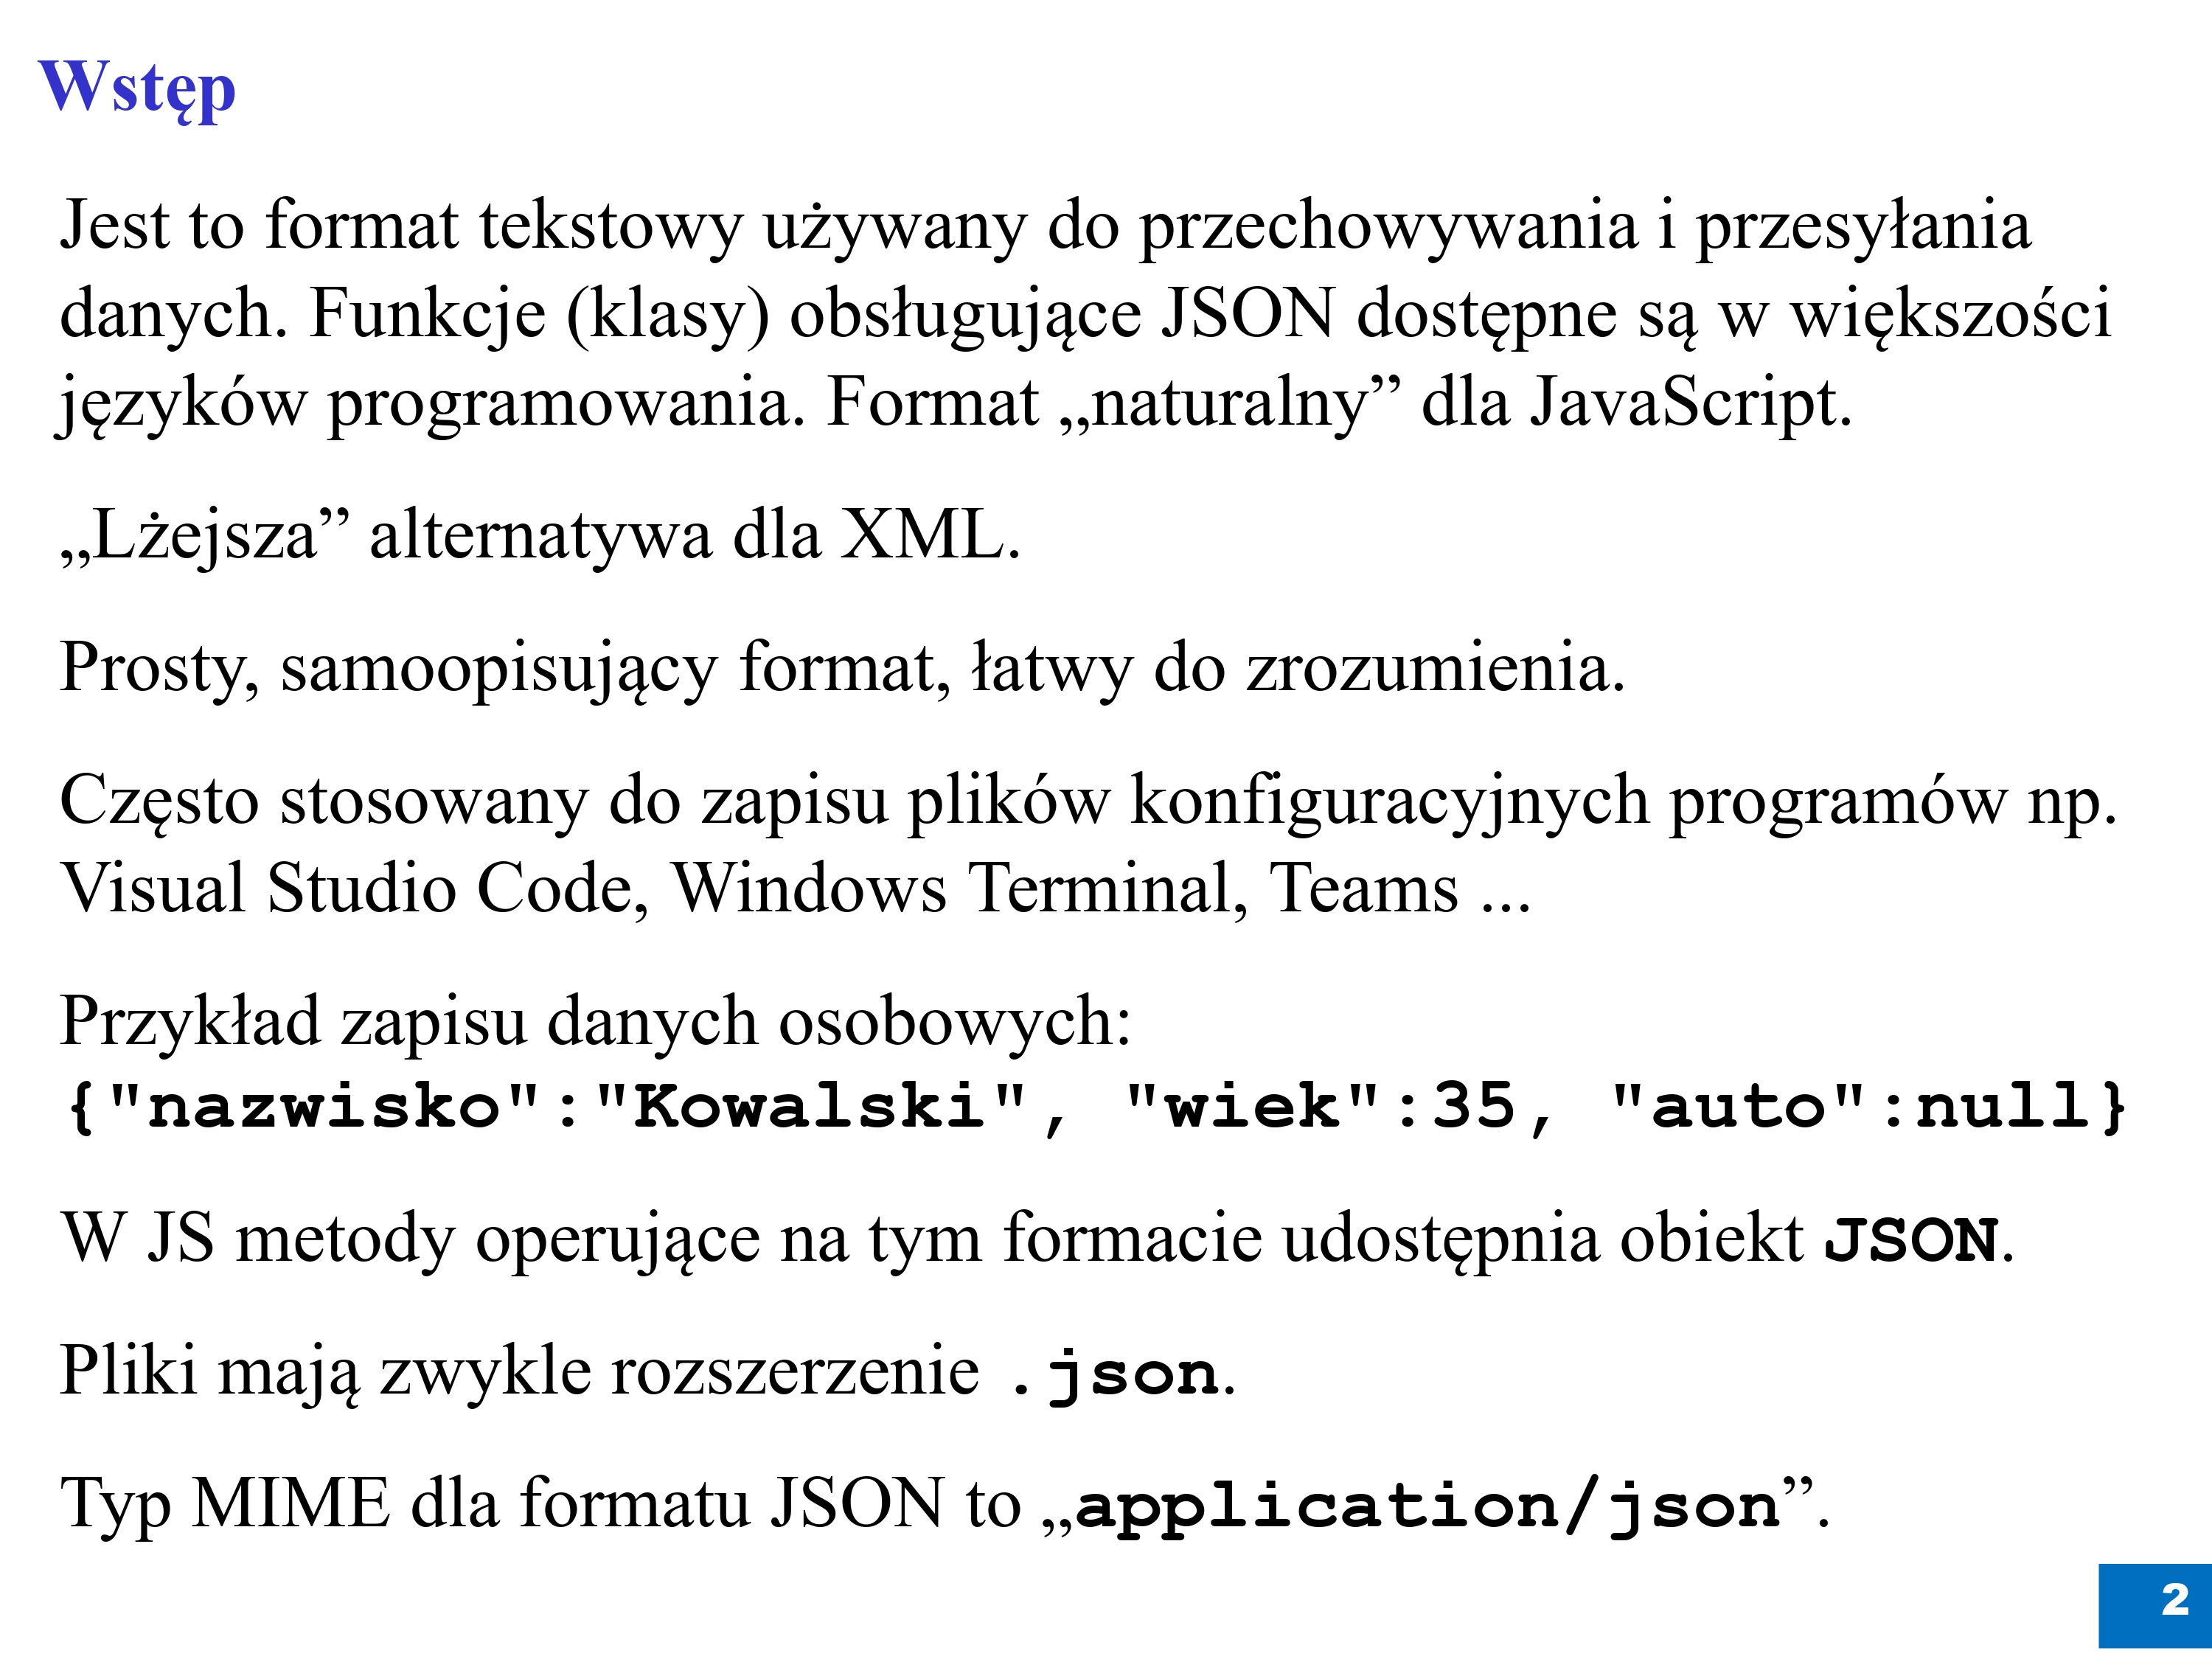 Wstęp
Jest to format tekstowy używany do przechowywania i przesyłania
danych. Funkcje (klasy) obsługujące JSON dostępne są w większości
języków programowania. Format „naturalny” dla JavaScript.
„Lżejsza” alternatywa dla XML.
Prosty, samoopisujący format, łatwy do zrozumienia.
Często stosowany do zapisu plików konfiguracyjnych programów np.
Visual Studio Code, Windows Terminal, Teams ...
Przykład zapisu danych osobowych:
{"nazwisko":"Kowalski", "wiek":35, "auto":null}
W JS metody operujące na tym formacie udostępnia obiekt JSON.
Pliki mają zwykle rozszerzenie .json.
Typ MIME dla formatu JSON to „application/json”.
2